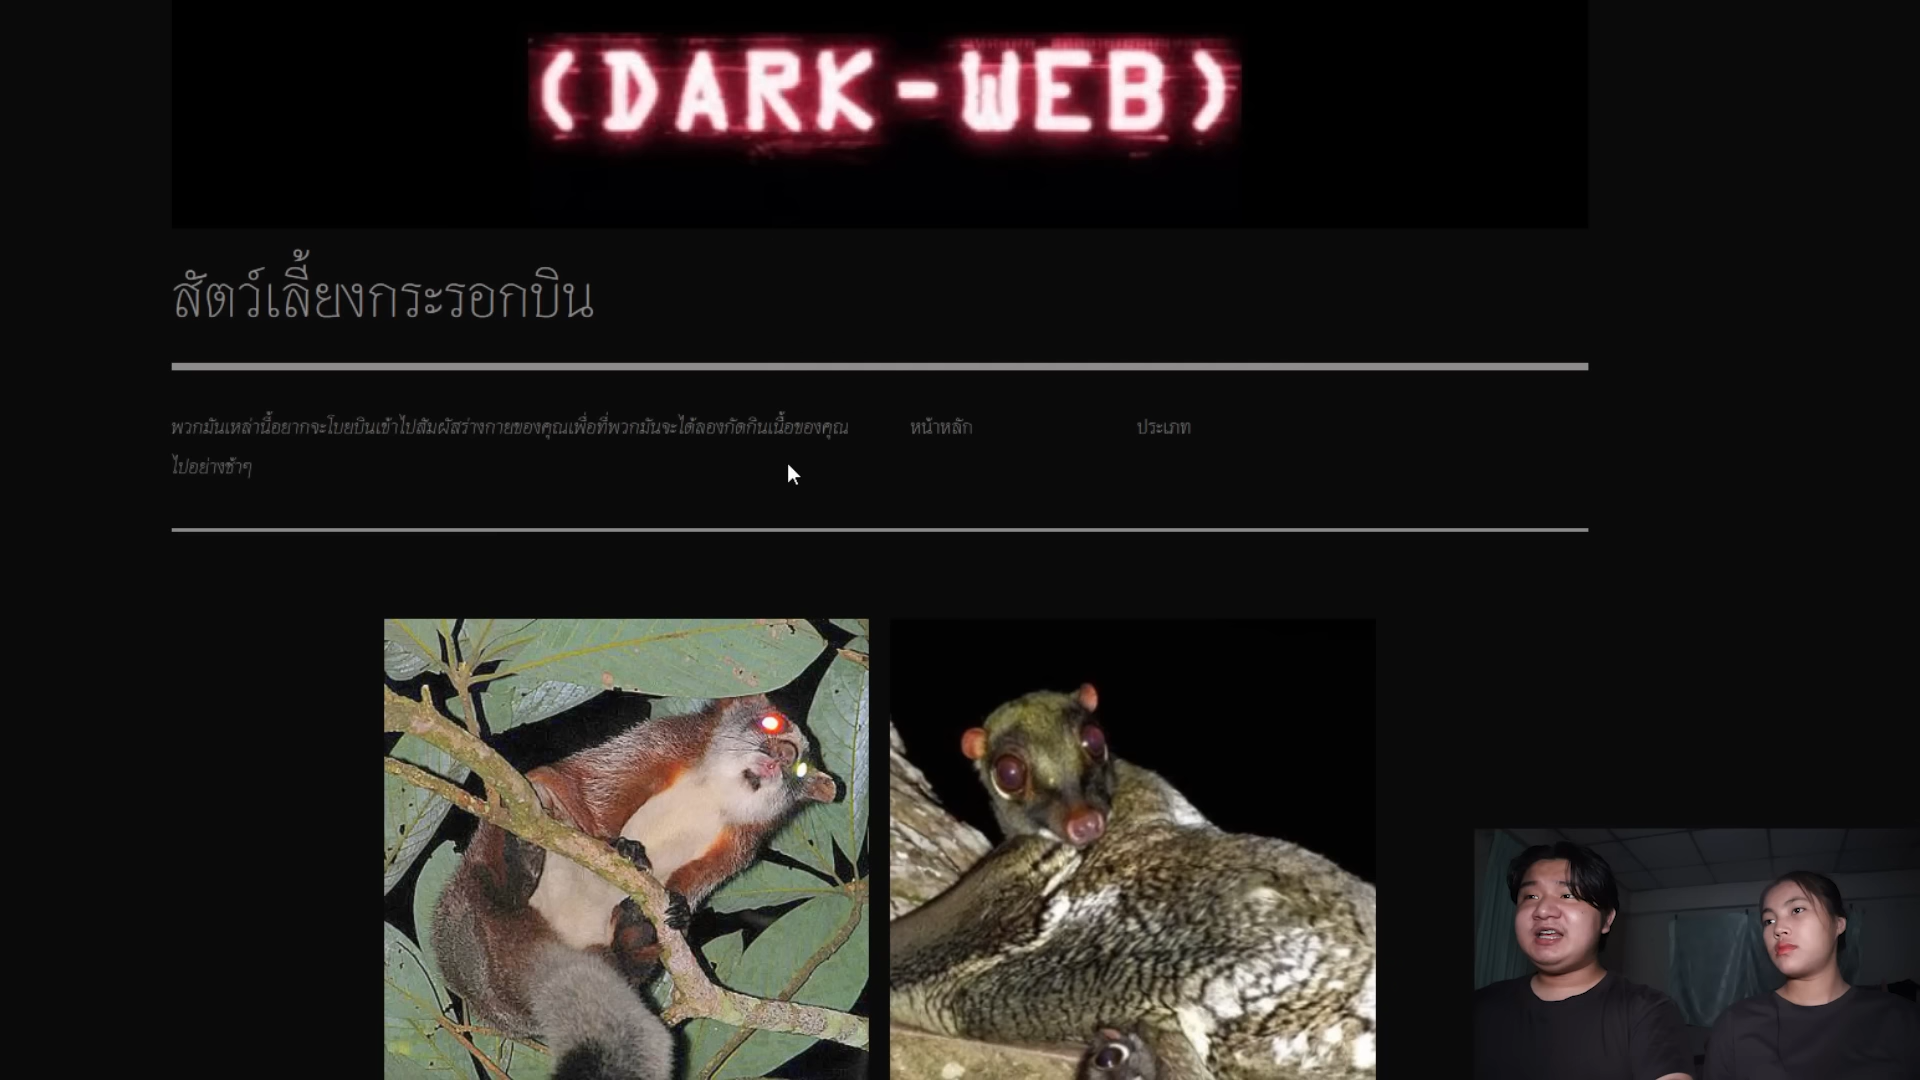 (DARK-WEB)
สัตว์เลี้ยงกระรอกบิน
พวกมันเหล่านี้อยากจะโบยบินเข้าไปสัมผัสร่างกายของคุณเพื่อที่พวกมันจะได้ลองกัดกินเนื้อของคุณ
ไปอย่างช้าๆ
หน้าหลัก
ประเภท